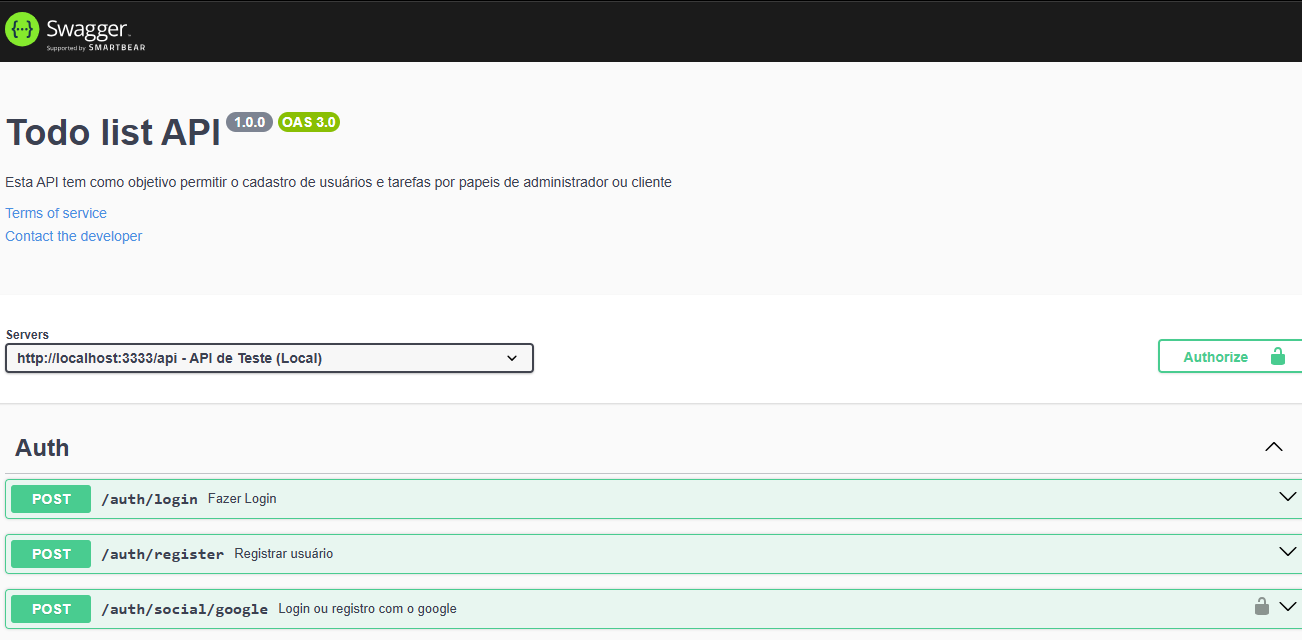 {···} Swagger
Supported by SMARTBEAR
Todo list API 1.0.0 OAS 3.0
Esta API tem como objetivo permitir o cadastro de usuários e tarefas por papeis de administrador ou cliente
Terms of service
Contact the developer
Servers
http://localhost:3333/api - API de Teste (Local)
Authorize
Auth
POST /auth/login Fazer Login
POST /auth/register Registrar usuário
POST /auth/social/google Login ou registro com o google